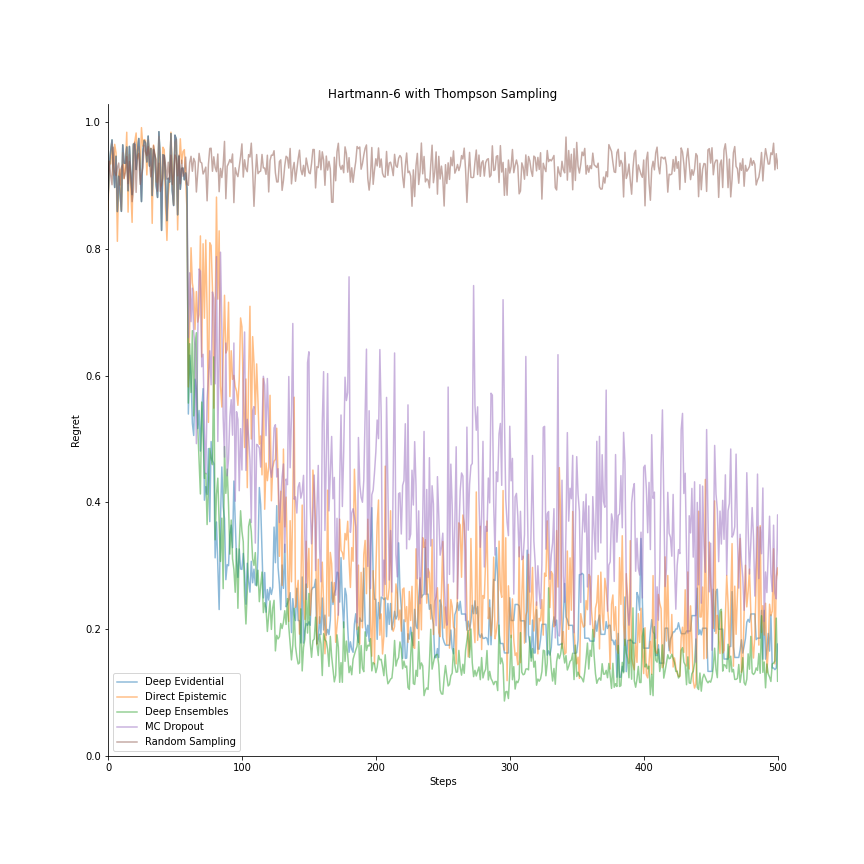 Hartmann-6 with Thompson Sampling
1.0
0.8
0.6
0.4
0.2
0.0
Regret
Deep Evidential
Direct Epistemic
Deep Ensembles
MC Dropout
Random Sampling
0 100 200 300 400 500
Steps